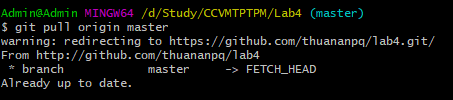 Admin@Admin MINGW64 /d/Study/CCVMTPTPM/Lab4 (master)
$ git pull origin master
warning: redirecting to https://github.com/thuananpq/lab4.git/
From http://github.com/thuananpq/lab4
 * branch            master     -> FETCH_HEAD
Already up to date.